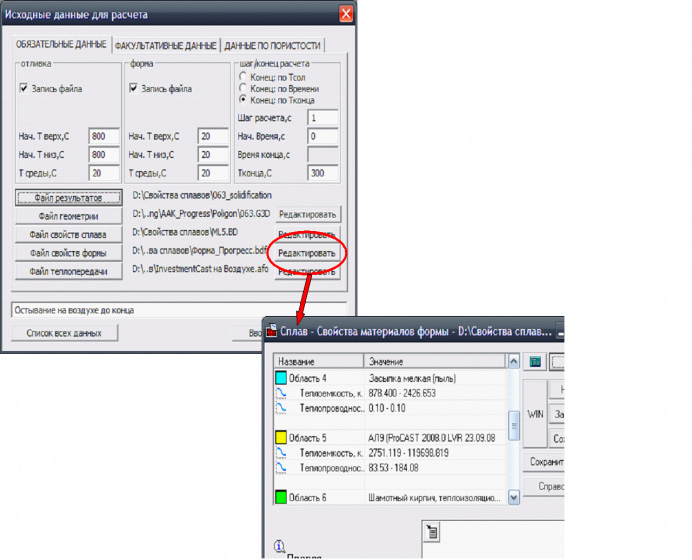 Исходные данные для расчета
ОБЯЗАТЕЛЬНЫЕ ДАННЫЕ ФАКУЛЬТАТИВНЫЕ ДАННЫЕ ДАННЫЕ ПО ПОРИСТОСТИ
отливка форма шаг/конец расчета
Запись файла Запись файла Конец: по Тсол
Конец: по Времени
Конец: по Тконца
Шаг расчета,с 1
Нач. Т верх,С 800 Нач. Т верх,С 20 Нач. Время,с 0
Нач. Т низ,С 800 Нач. Т низ,С 20 Время конца,с
Т среды,С 20 Т среды,С 20 Тконца,С 300
Файл результатов D:\Свойства сплавов\063_solidification
Файл геометрии D:\..ng\AAK_Progress\Poligon\063.G3D Редактировать
Файл свойств сплава D:\Свойства сплавов\ML5.BD Редактировать
Файл свойств формы D:\..ва сплавов\Форма_Прогресс.bdf Редактировать
Файл теплопередачи D:\..в\InvestmentCast на Воздухе.afo Редактировать
Остывание на воздухе до конца
Список всех данных Вво
Сплав - Свойства материалов формы - D:\Свойства сплав...
Название Значение
Область 4 Засыпка мелкая (пыль)
Теплоемкость, к. 878.400 - 2426.653
Теплопроводнос.. 0.10 - 0.10
Область 5 АЛ9 (ProCAST 2008.0 LVR 23.09.08
Теплоемкость, к. 2751.119 - 119698.819
Теплопроводнос.. 83.53 - 184.08
Область 6 Шамотный кирпич, теплоизоляцио...
WIN
За
Со
Сохранит
Справо